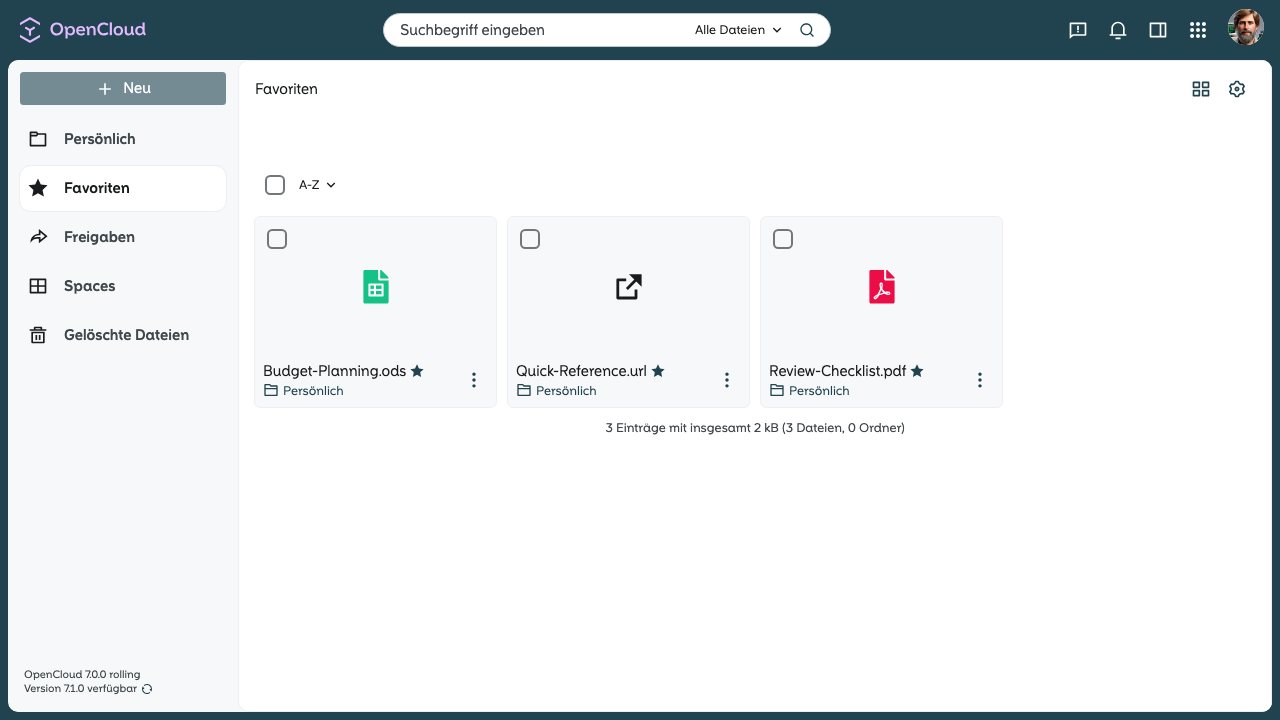 OpenCloud
Suchbegriff eingeben
Alle Dateien
Neu
Persönlich
Favoriten
Freigaben
Spaces
Gelöschte Dateien
OpenCloud 7.0.0 rolling
Version 7.1.0 verfügbar
Favoriten
A-Z
Budget-Planning.ods
Persönlich
Quick-Reference.url
Persönlich
Review-Checklist.pdf
Persönlich
3 Einträge mit insgesamt 2 kB (3 Dateien, 0 Ordner)